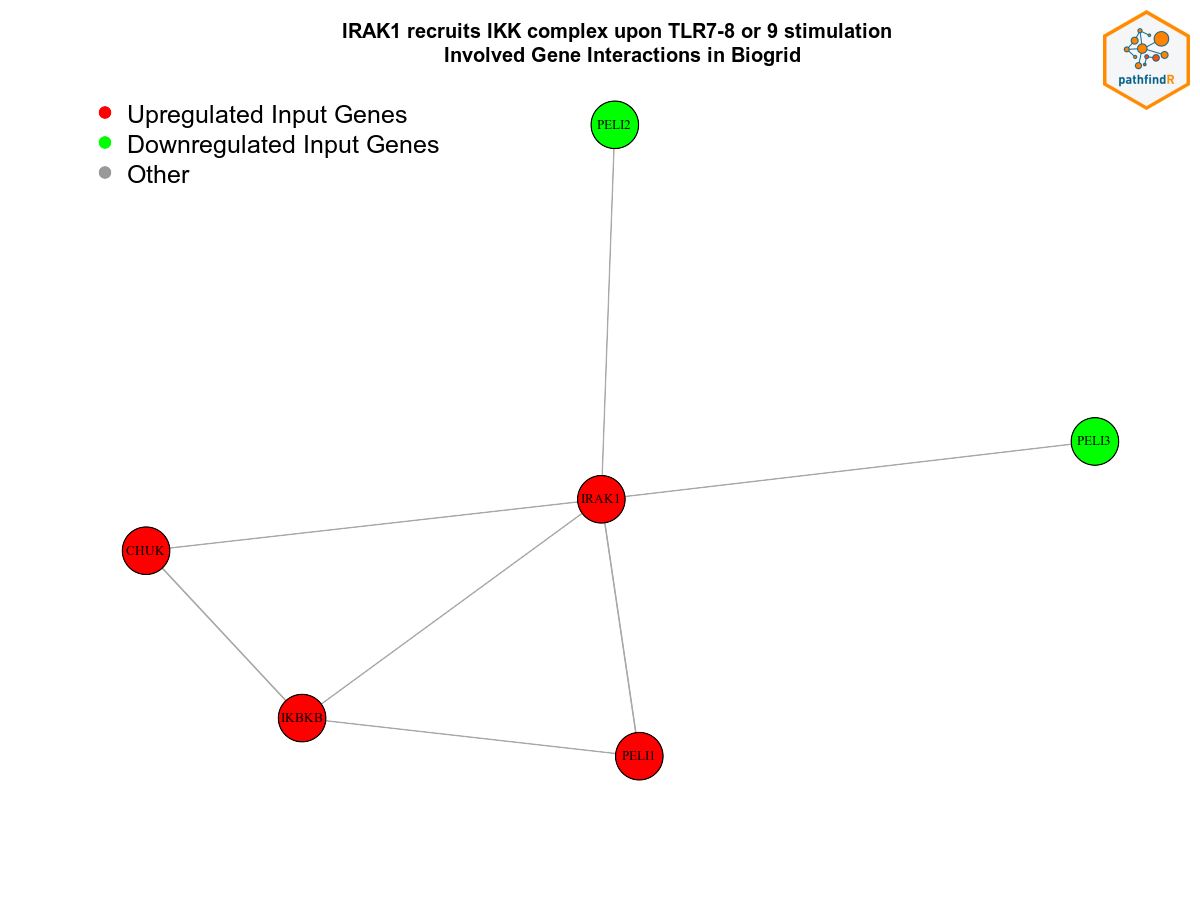 IRAK1 recruits IKK complex upon TLR7-8 or 9 stimulation
Involved Gene Interactions in Biogrid
pathfindR
Upregulated Input Genes
Downregulated Input Genes
Other
PELI2
PELI3
IRAK1
CHUK
IKBKB
PELI1